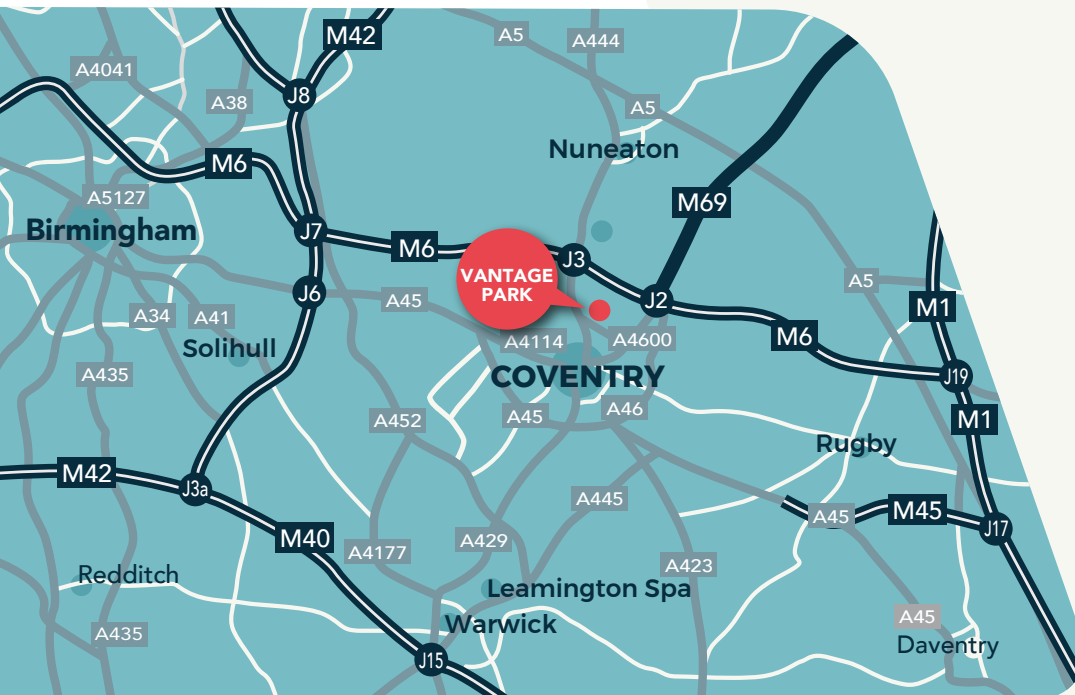 M42
A5
A444
A4041
J8
A38
A5
Nuneaton
M6
A5127
M69
Birmingham
J7
M6
J3
VANTAGE
PARK
J6
A45
J2
A5
M1
A34
A41
A4114
A4600
M6
Solihull
COVENTRY
A435
J19
A452
A45
A46
M1
Rugby
M42
J3a
A445
A45
M45
J17
M40
A4177
A429
A423
Redditch
Leamington Spa
A435
Warwick
A45
Daventry
J15